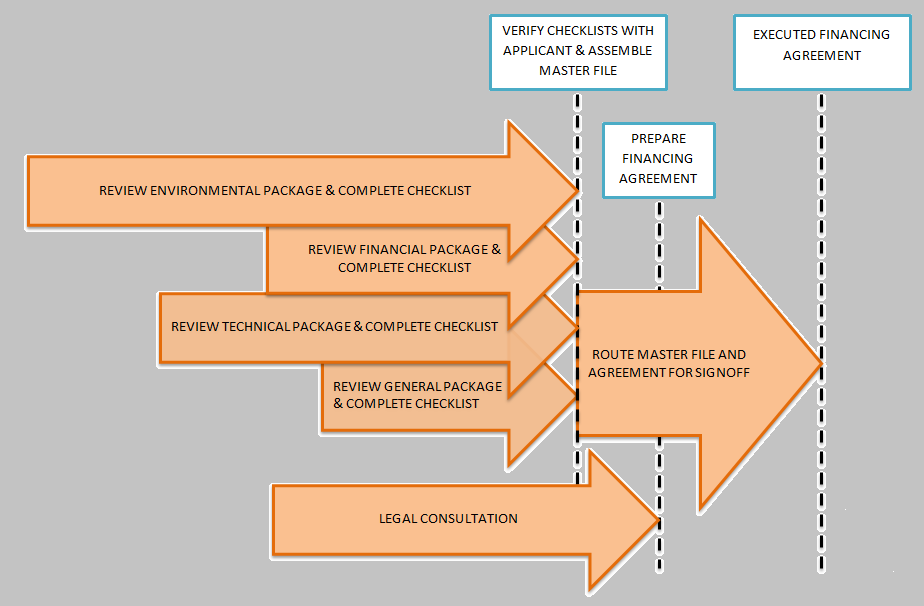 VERIFY CHECKLISTS WITH
APPLICANT & ASSEMBLE
MASTER FILE
EXECUTED FINANCING
AGREEMENT
PREPARE
FINANCING
AGREEMENT
REVIEW ENVIRONMENTAL PACKAGE & COMPLETE CHECKLIST
REVIEW FINANCIAL PACKAGE &
COMPLETE CHECKLIST
REVIEW TECHNICAL PACKAGE & COMPLETE CHECKLIST
REVIEW GENERAL PACKAGE
& COMPLETE CHECKLIST
ROUTE MASTER FILE AND
AGREEMENT FOR SIGNOFF
LEGAL CONSULTATION